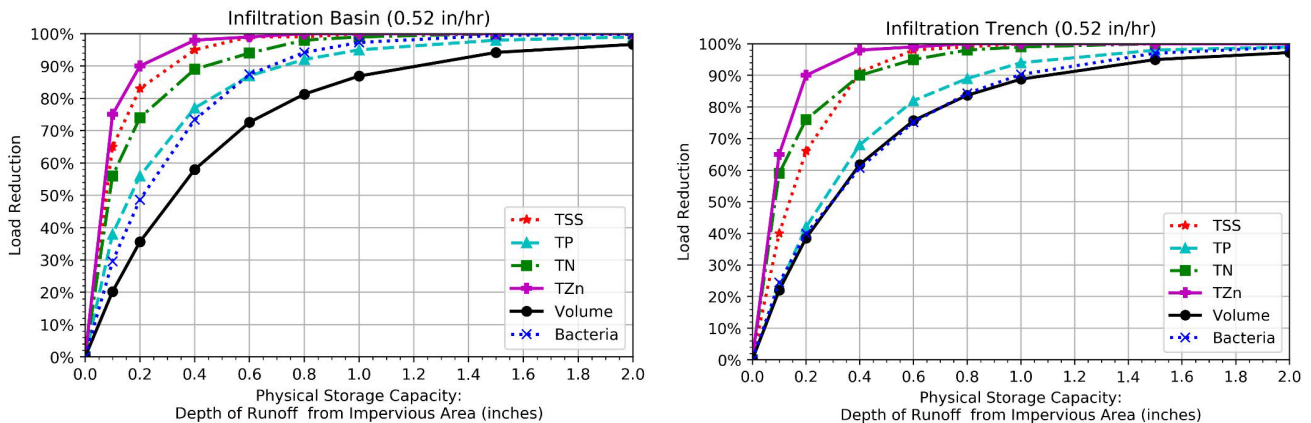 Infiltration Basin (0.52 in/hr)
100%
90%
80%
70%
60%
50%
40%
30%
20%
10%
0%
Load Reduction
TSS
TP
TN
TZn
Volume
Bacteria
0.0 0.2 0.4 0.6 0.8 1.0 1.2 1.4 1.6 1.8 2.0
Physical Storage Capacity:
Depth of Runoff from Impervious Area (inches)
Infiltration Trench (0.52 in/hr)
100%
90%
80%
70%
60%
50%
40%
30%
20%
10%
0%
Load Reduction
TSS
TP
TN
TZn
Volume
Bacteria
0.0 0.2 0.4 0.6 0.8 1.0 1.2 1.4 1.6 1.8 2.0
Physical Storage Capacity:
Depth of Runoff from Impervious Area (inches)